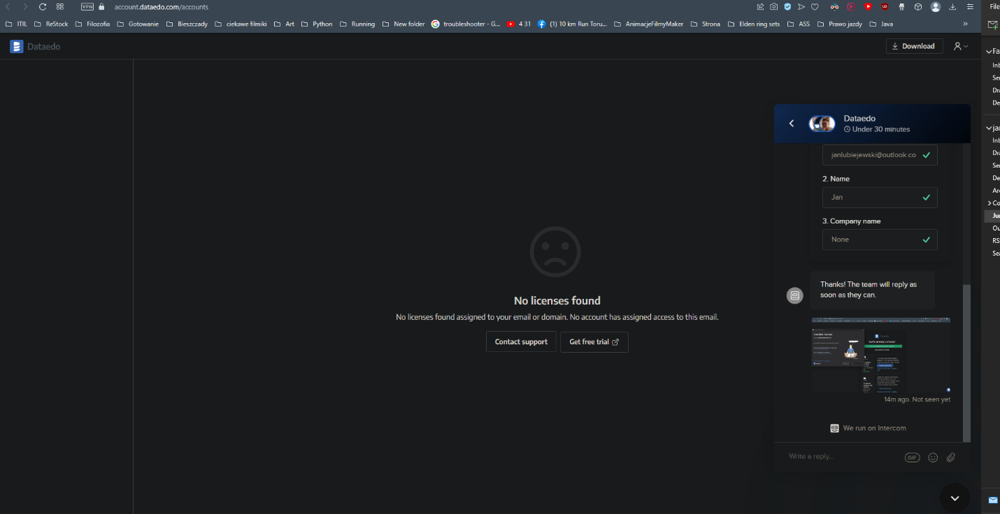 VPN
account.dataedo.com/accounts
File
ITIL
ReStock
Filozofia
Gotowanie
Bieszczady
ciekawe filmiki
Art
Python
Running
New folder
troubleshooter - G...
4 31
(1) 10 km Run Toru...
AnimacjeFilmyMaker
Strona
Elden ring sets
ASS
Prawo jazdy
Java
»
Dataedo
Download
No licenses found
No licenses found assigned to your email or domain. No account has assigned access to this email.
Contact support
Get free trial
Dataedo
Under 30 minutes
janlubiejewski@outlook.co
2. Name
Jan
3. Company name
None
Thanks! The team will reply as
soon as they can.
14m ago. Not seen yet
We run on Intercom
Write a reply...
GIF
Fa
Inb
Se
Dra
De
jan
Inb
Dra
Se
De
Arc
Co
Jun
Ou
RSS
Sea